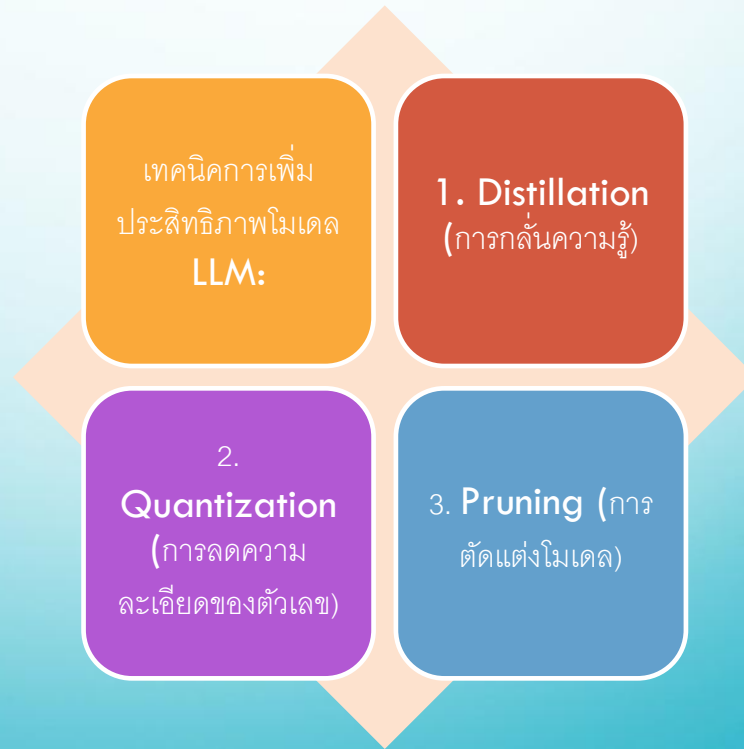 เทคนิคการเพิ่ม
ประสิทธิภาพโมเดล
LLM:
1. Distillation
(การกลั่นความรู้)
2.
Quantization
(การลดความ
ละเอียดของตัวเลข)
3. Pruning (การ
ตัดแต่งโมเดล)